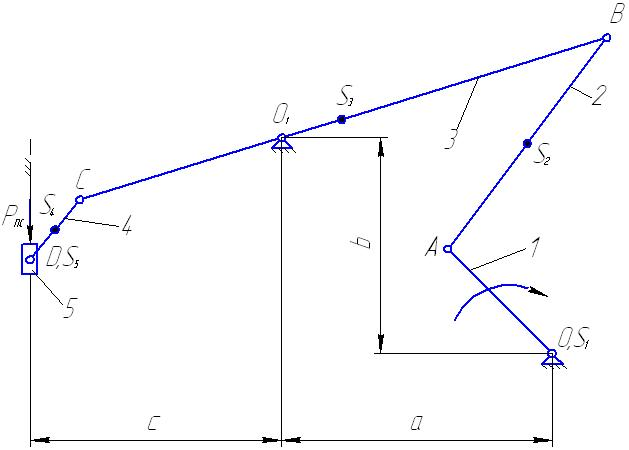 B
S₃
2
O₁
3
S₂
C
S₄
Pпс
4
A
1
b
D,S₅
5
O,S₁
c
a